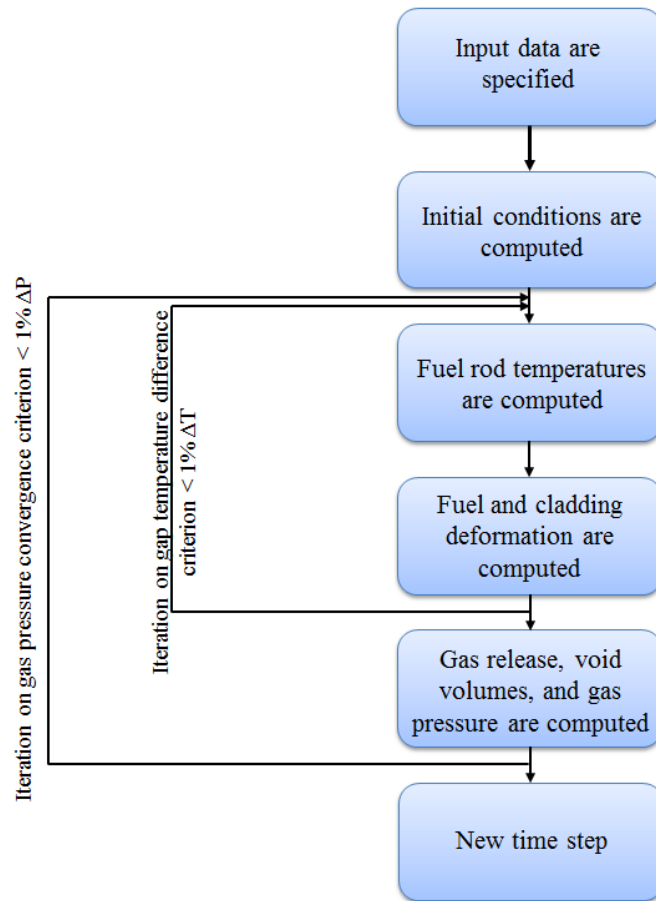 Input data are
specified
Initial conditions are
computed
Iteration on gas pressure convergence criterion < 1% ΔP
Iteration on gap temperature difference
criterion < 1% ΔT
Fuel rod temperatures
are computed
Fuel and cladding
deformation are
computed
Gas release, void
volumes, and gas
pressure are computed
New time step